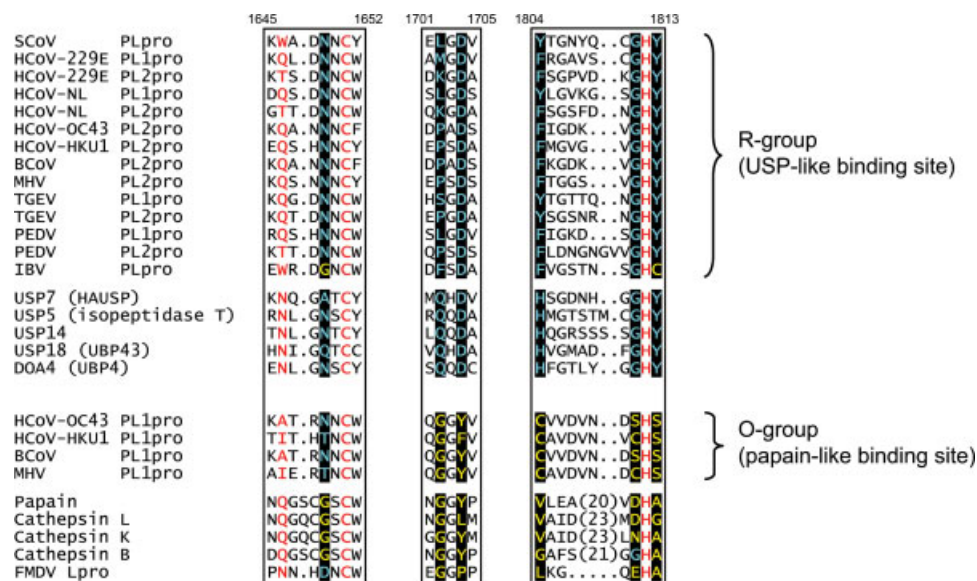 1645 1652 1701 1705 1804 1813
SCoV PLpro KWA.DNNCY ELGDV YTGNYQ..CGHY
HCoV-229E PL1pro KQL.DNNCW AMGDV FRGAVS..CGHY
HCoV-229E PL2pro KTS.DNNCW DKGDA FSGPVD..KGHY
HCoV-NL PL1pro DQS.DNNCY SLGDS YLGVKG..SGHY
HCoV-NL PL2pro GTT.DNNCW QKGDA FSGSFD..NGHY
HCoV-OC43 PL2pro KQA.NNNCF DPADS FIGDK...VGHY
HCoV-HKU1 PL2pro EQS.HNNCY EPSDA FMGVG...VGHY
BCoV PL2pro KQA.NNNCF DPADS FKGDK...VGHY
MHV PL2pro KQS.NNNCY EPSDS FTGGS...VGHY
TGEV PL1pro KQG.DNNCW HSGDA YTGTTQ..NGHY
TGEV PL2pro KQT.DNNCW EPGDA YSGSNR..NGHY
PEDV PL1pro RQS.HNNCY SLGDV FIGKD...SGHY
PEDV PL2pro KTT.DNNCW QPSDS FLDNGNGVVGHY
IBV PLpro EWR.DGNCW DFSDA FVGSTN..SGHC
R-group
(USP-like binding site)
USP7 (HAUSP) KNQ.GATCY MQHDV HSGDNH..GGHY
USP5 (isopeptidase T) RNL.GNSCY RQQDA HMGTSTM.CGHY
USP14 TNL.GNTCY LQQDA HQGRSSSSGHY
USP18 (UBP43) HNI.GQTCC VQHDA HVGMAD..FGHY
DOA4 (UBP4) ENL.GNSCY SQQDC HFGTLY..GGHY
HCoV-OC43 PL1pro KAT.RNNCW QGGYV CVVDVN..DSHS
HCoV-HKU1 PL1pro TIT.HTNCW QGGFV CAVDVN..VCHS
BCoV PL1pro KAT.RNNCW QGGYV CVVDVN..DSHS
MHV PL1pro AIE.RTNCW QGGYV CAVDVN..DCHS
O-group
(papain-like binding site)
Papain NQGSCGSCW NGGYP VLEA(20)VDHA
Cathepsin L NQGQCGSCW NGGLM VAID(23)MDHG
Cathepsin K NQGQCGSCW GGGYM VAID(23)LNHA
Cathepsin B DQGSCGSCW NGGYP GAFS(21)GGHA
FMDV Lpro PNN.HDNCW EGGPP LKG.....QEHA